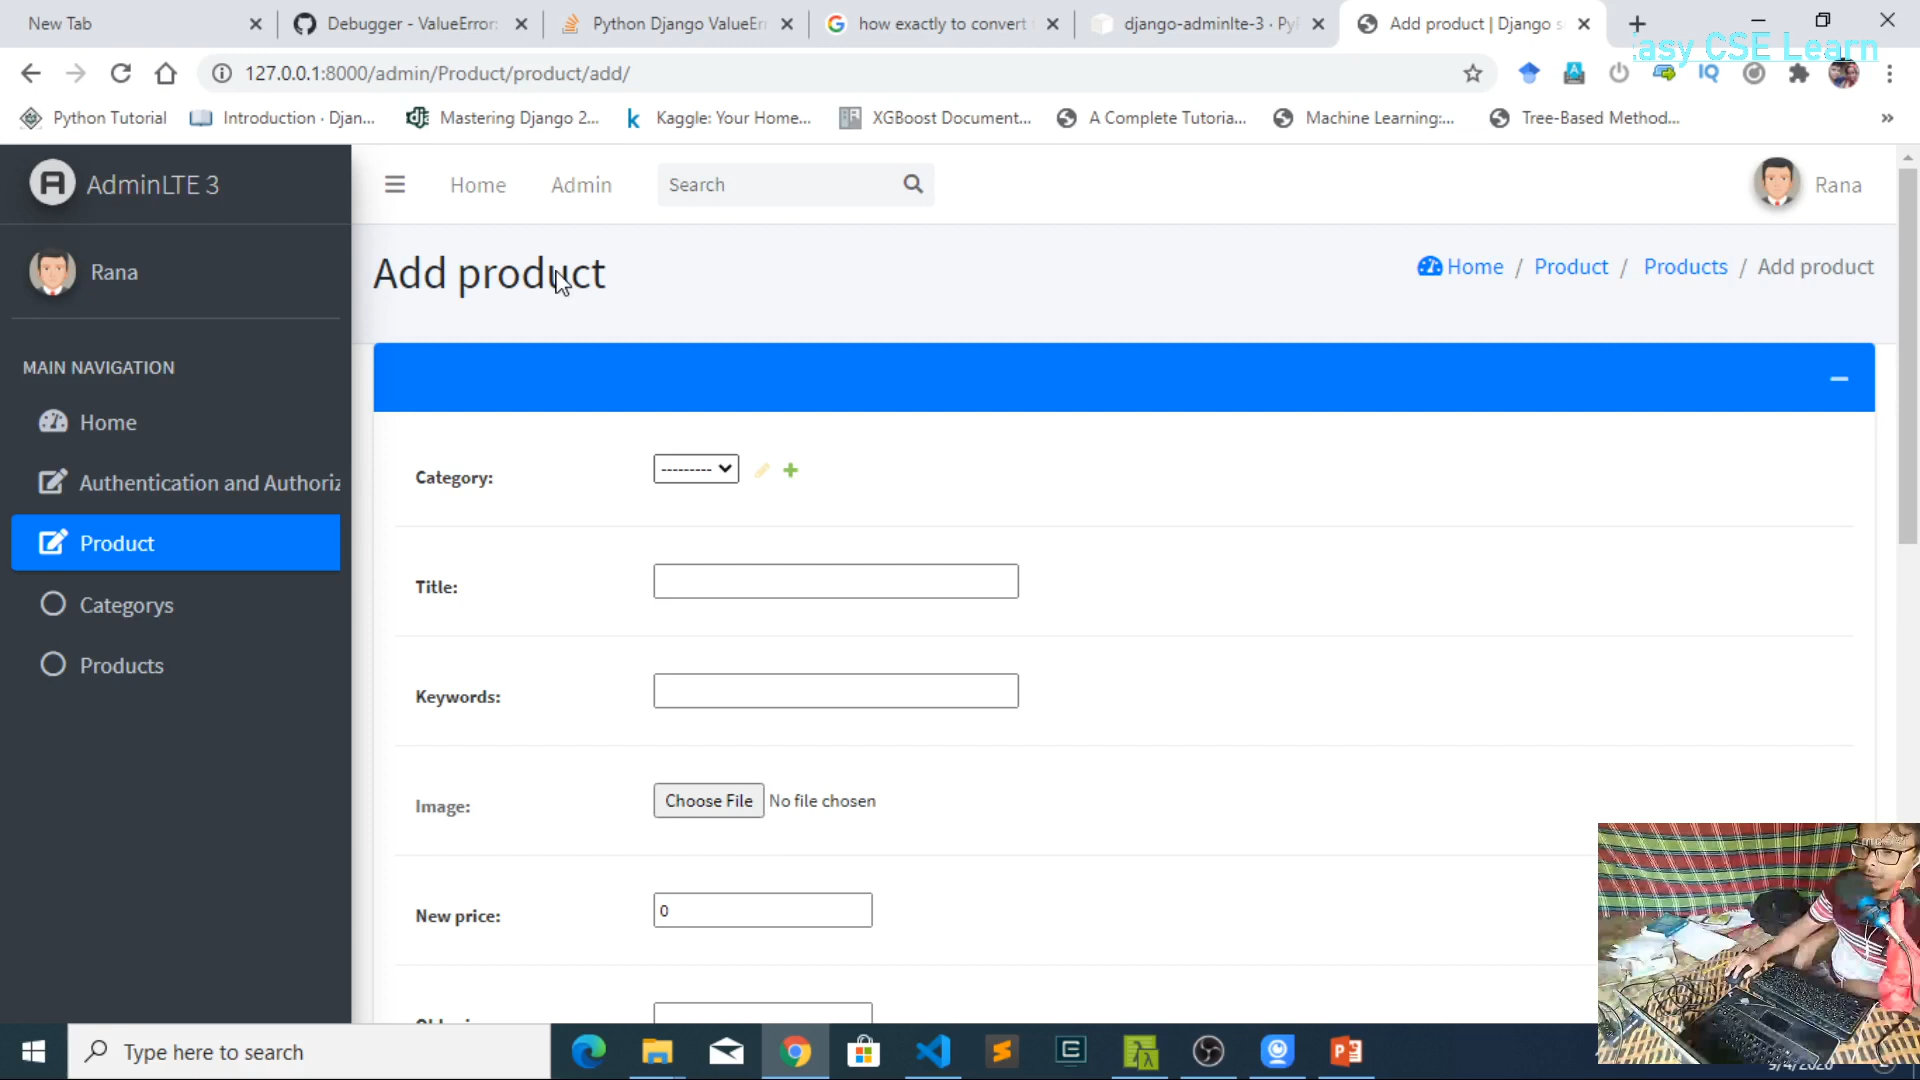 New Tab
Debugger - ValueError:
Python Django ValueErr
how exactly to convert
django-adminlte-3 · PyP
Add product | Django s
asy CSE Learn
127.0.0.1:8000/admin/Product/product/add/
Python Tutorial
Introduction · Djan...
Mastering Django 2...
Kaggle: Your Home...
XGBoost Document...
A Complete Tutoria...
Machine Learning:...
Tree-Based Method...
»
AdminLTE 3
Home
Admin
Search
Rana
Rana
Add product
Home / Product / Products / Add product
MAIN NAVIGATION
Home
Authentication and Authoriz
Product
Categorys
Products
Category:
---------
Title:
Keywords:
Image:
Choose File No file chosen
New price:
0
Type here to search